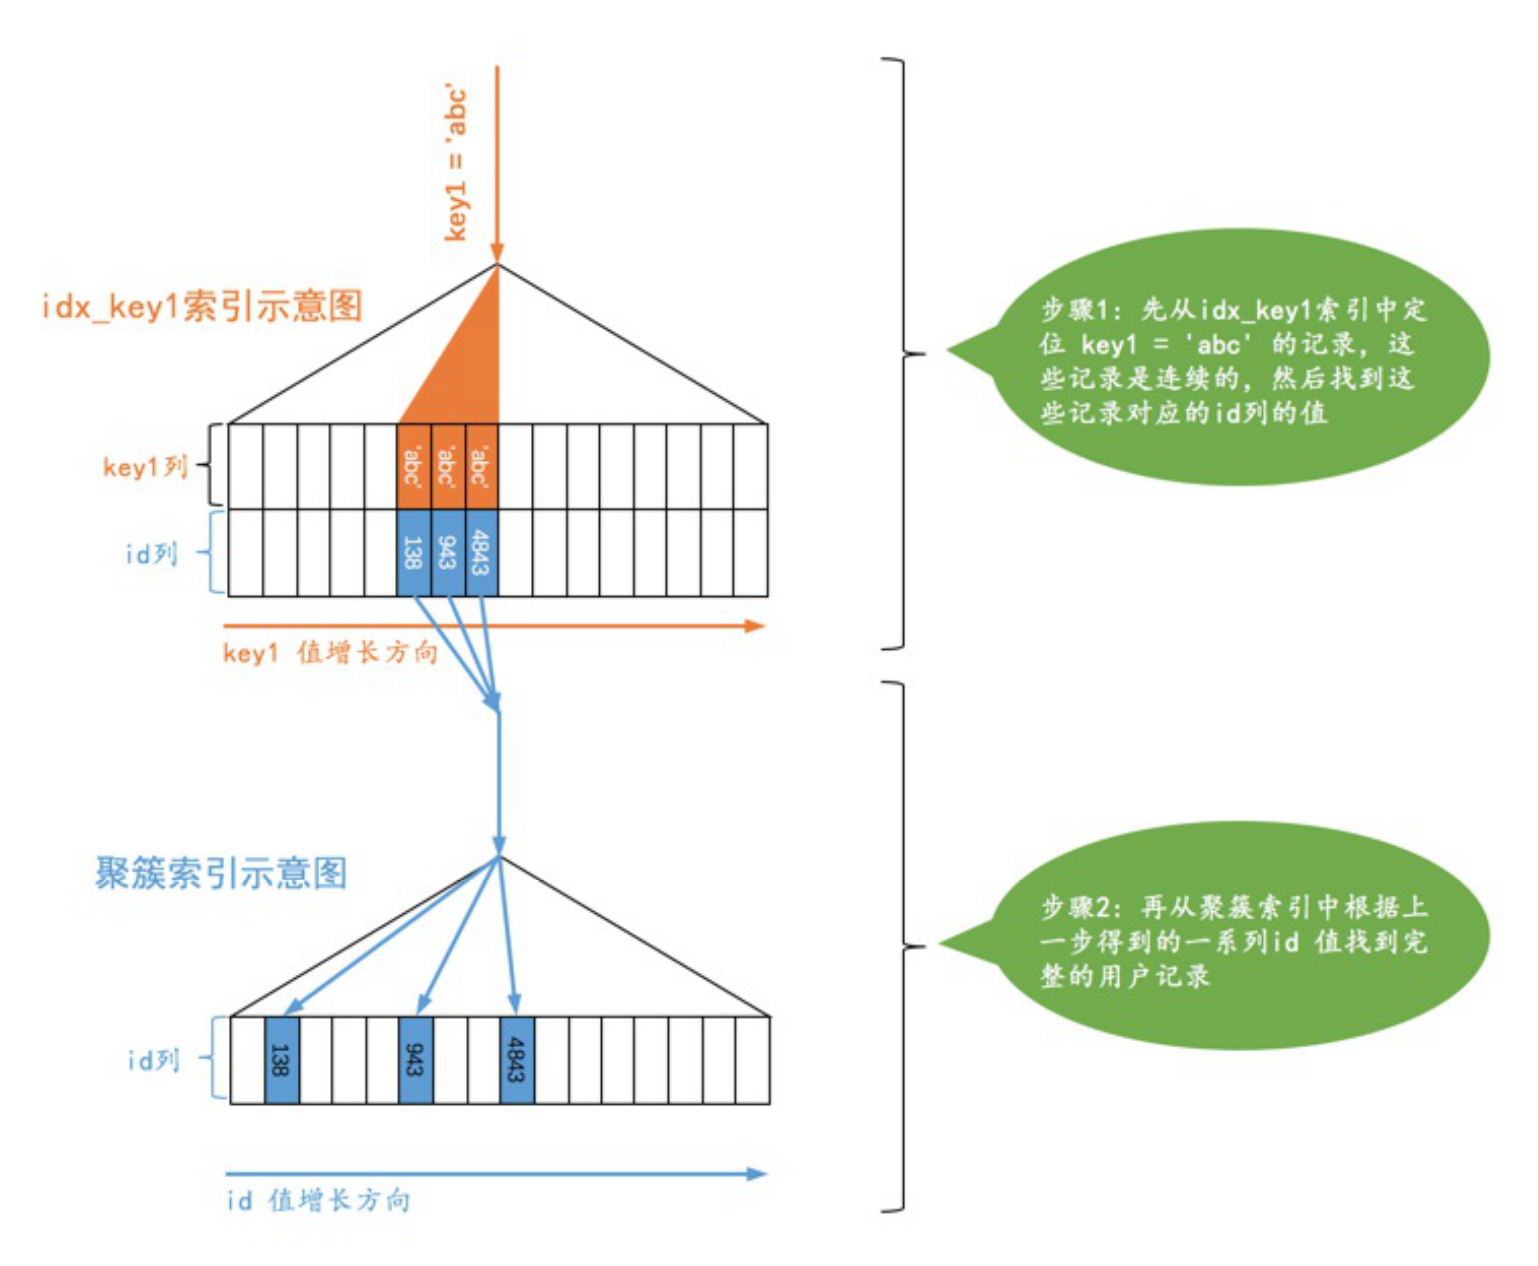 key1 = 'abc'
idx_key1索引示意图
步骤1: 先从idx_key1索引中定
位 key1 = 'abc' 的记录, 这
些记录是连续的, 然后找到这
些记录对应的id列的值
key1列
'abc'
'abc'
'abc'
id列
138
943
4843
key1 值增长方向
聚簇索引示意图
步骤2: 再从聚簇索引中根据上
一步得到的一系列id 值找到完
整的用户记录
id列
138
943
4843
id 值增长方向